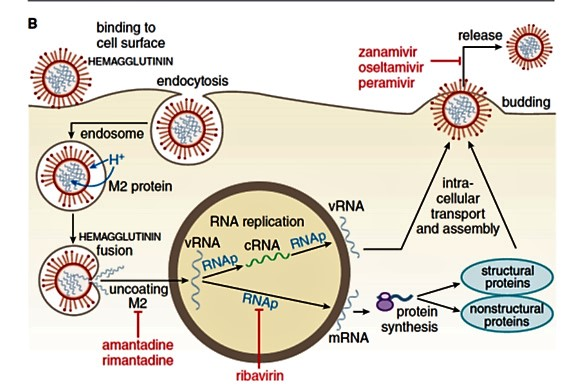 B
binding to
cell surface
HEMAGGLUTININ
endocytosis
zanamivir
oseltamivir
peramivir
release
budding
endosome
H+
M2 protein
HEMAGGLUTININ
fusion
uncoating
M2
amantadine
rimantadine
RNA replication
vRNA
cRNA
RNAp
RNAp
RNAp
vRNA
mRNA
ribavirin
protein
synthesis
intra-
cellular
transport
and assembly
structural
proteins
nonstructural
proteins